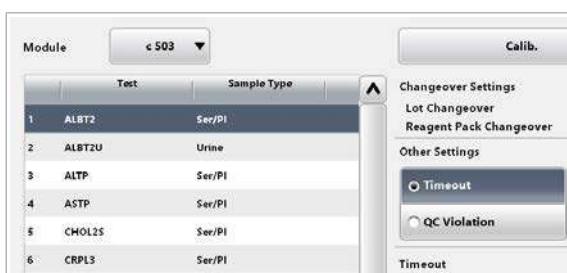 Module c 503 ▼
Test Sample Type
1 ALBT2 Ser/Pl
2 ALBT2U Urine
3 ALTP Ser/Pl
4 ASTP Ser/Pl
5 CHOL2S Ser/Pl
6 CRPL3 Ser/Pl
Calib.
Changeover Settings
Lot Changeover
Reagent Pack Changeover
Other Settings
Timeout
QC Violation
Timeout